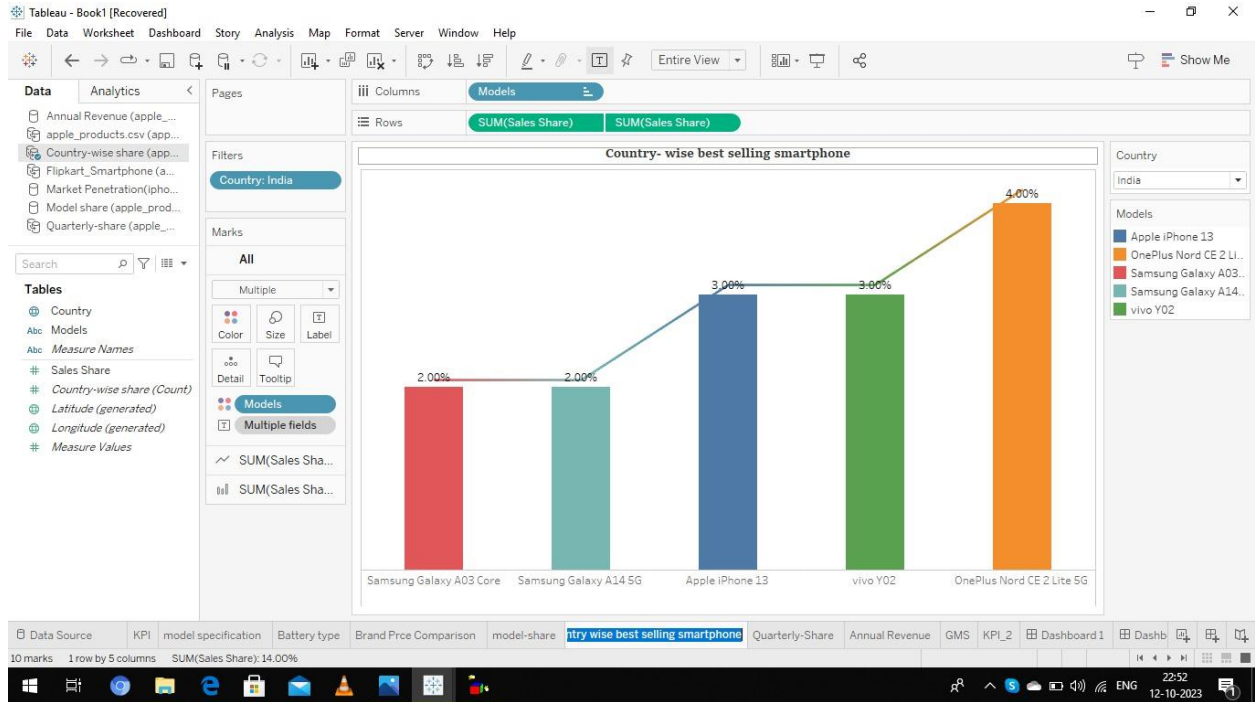 Tableau - Book1 [Recovered]
File Data Worksheet Dashboard Story Analysis Map Format Server Window Help
Entire View
Show Me
Data Analytics
Annual Revenue (apple_...
apple_products.csv (app...
Country-wise share (app...
Flipkart_Smartphone (a...
Market Penetration(ipho...
Model share (apple_prod...
Quarterly-share (apple_...
Search
Tables
Country
Abc Models
Abc Measure Names
# Sales Share
# Country-wise share (Count)
Latitude (generated)
Longitude (generated)
# Measure Values
Pages
Filters
Country: India
Marks
All
Multiple
Color Size Label
Detail Tooltip
Models
Multiple fields
SUM(Sales Sha...
SUM(Sales Sha...
iii Columns Models
Rows SUM(Sales Share) SUM(Sales Share)
Country- wise best selling smartphone
2.00% 2.00% 3.00% 3.00% 4.00%
Samsung Galaxy A03 Core Samsung Galaxy A14 5G Apple iPhone 13 vivo Y02 OnePlus Nord CE 2 Lite 5G
Country
India
Models
Apple iPhone 13
OnePlus Nord CE 2 Li..
Samsung Galaxy A03..
Samsung Galaxy A14..
vivo Y02
Data Source KPI model specification Battery type Brand Prce Comparison model-share ntry wise best selling smartphone Quarterly-Share Annual Revenue GMS KPI_2 Dashboard 1 Dashb
10 marks 1 row by 5 columns SUM(Sales Share): 14.00%
ENG
22:52
12-10-2023